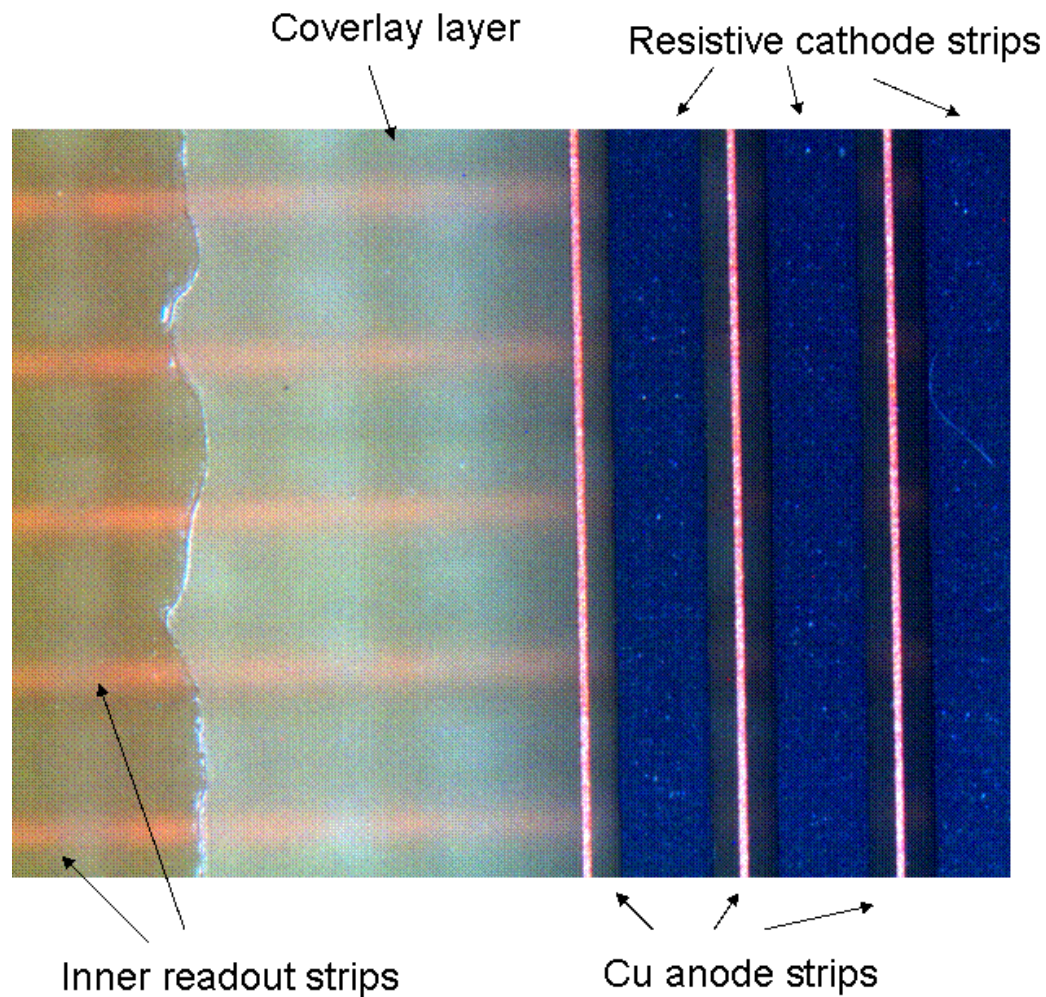 Coverlay layer
Resistive cathode strips
Inner readout strips
Cu anode strips